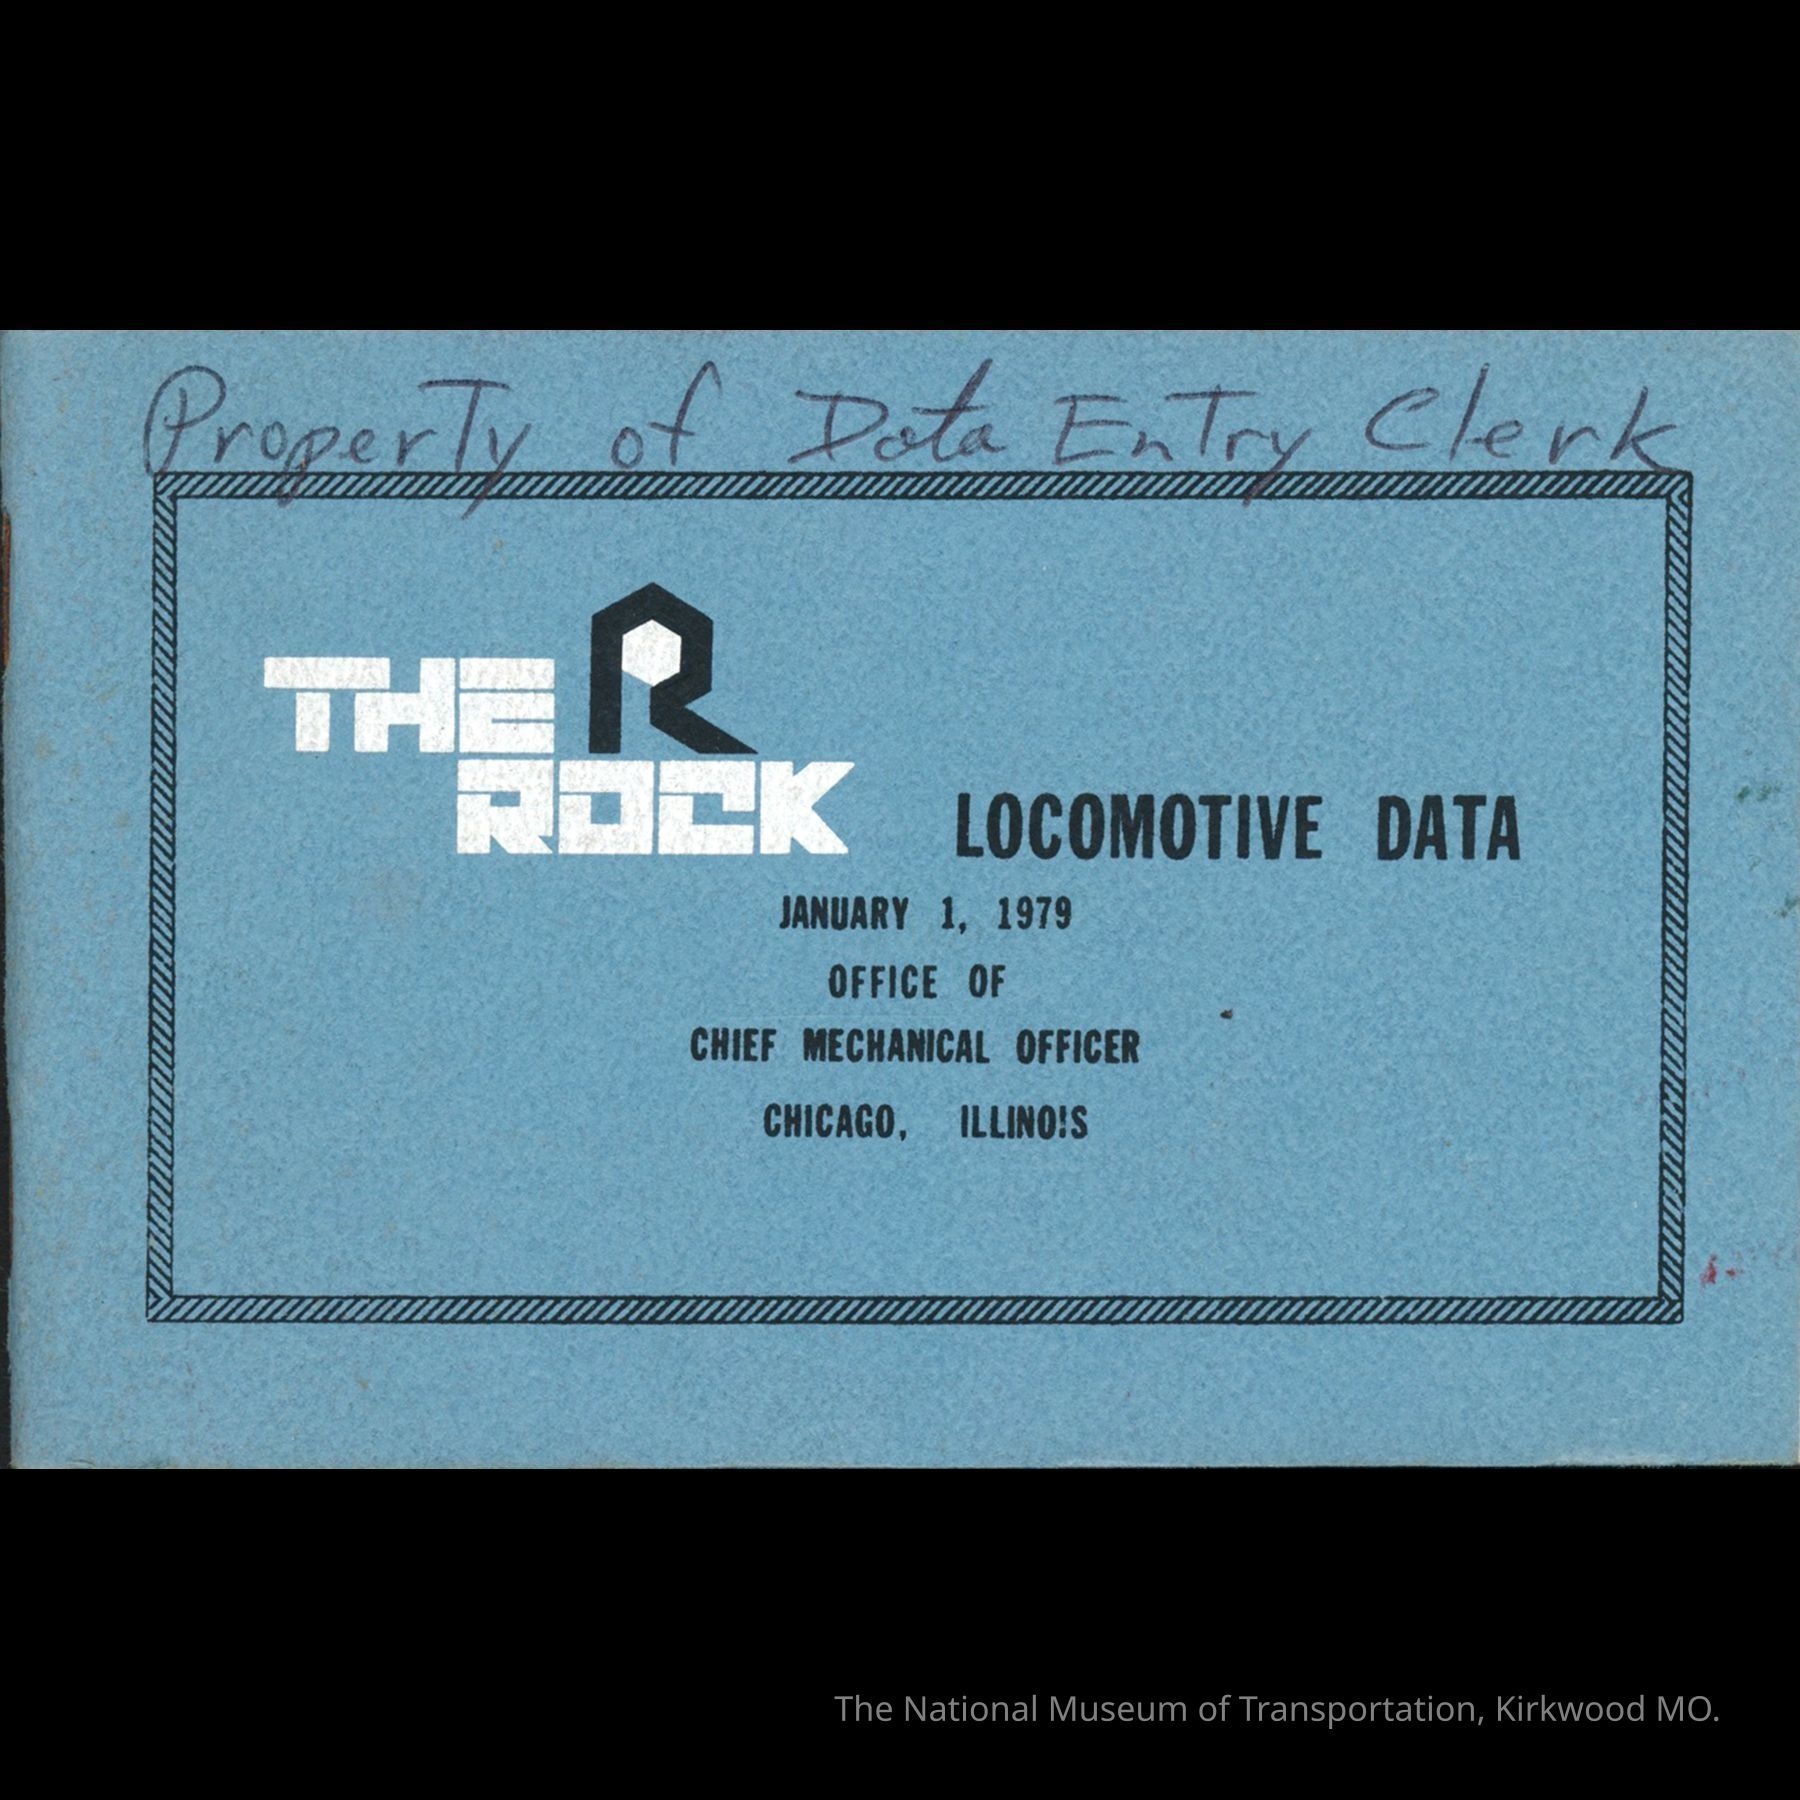 Property of Data Entry Clerk
THE R
ROCK LOCOMOTIVE DATA
JANUARY 1, 1979
OFFICE OF
CHIEF MECHANICAL OFFICER
CHICAGO, ILLINOIS
The National Museum of Transportation, Kirkwood MO.